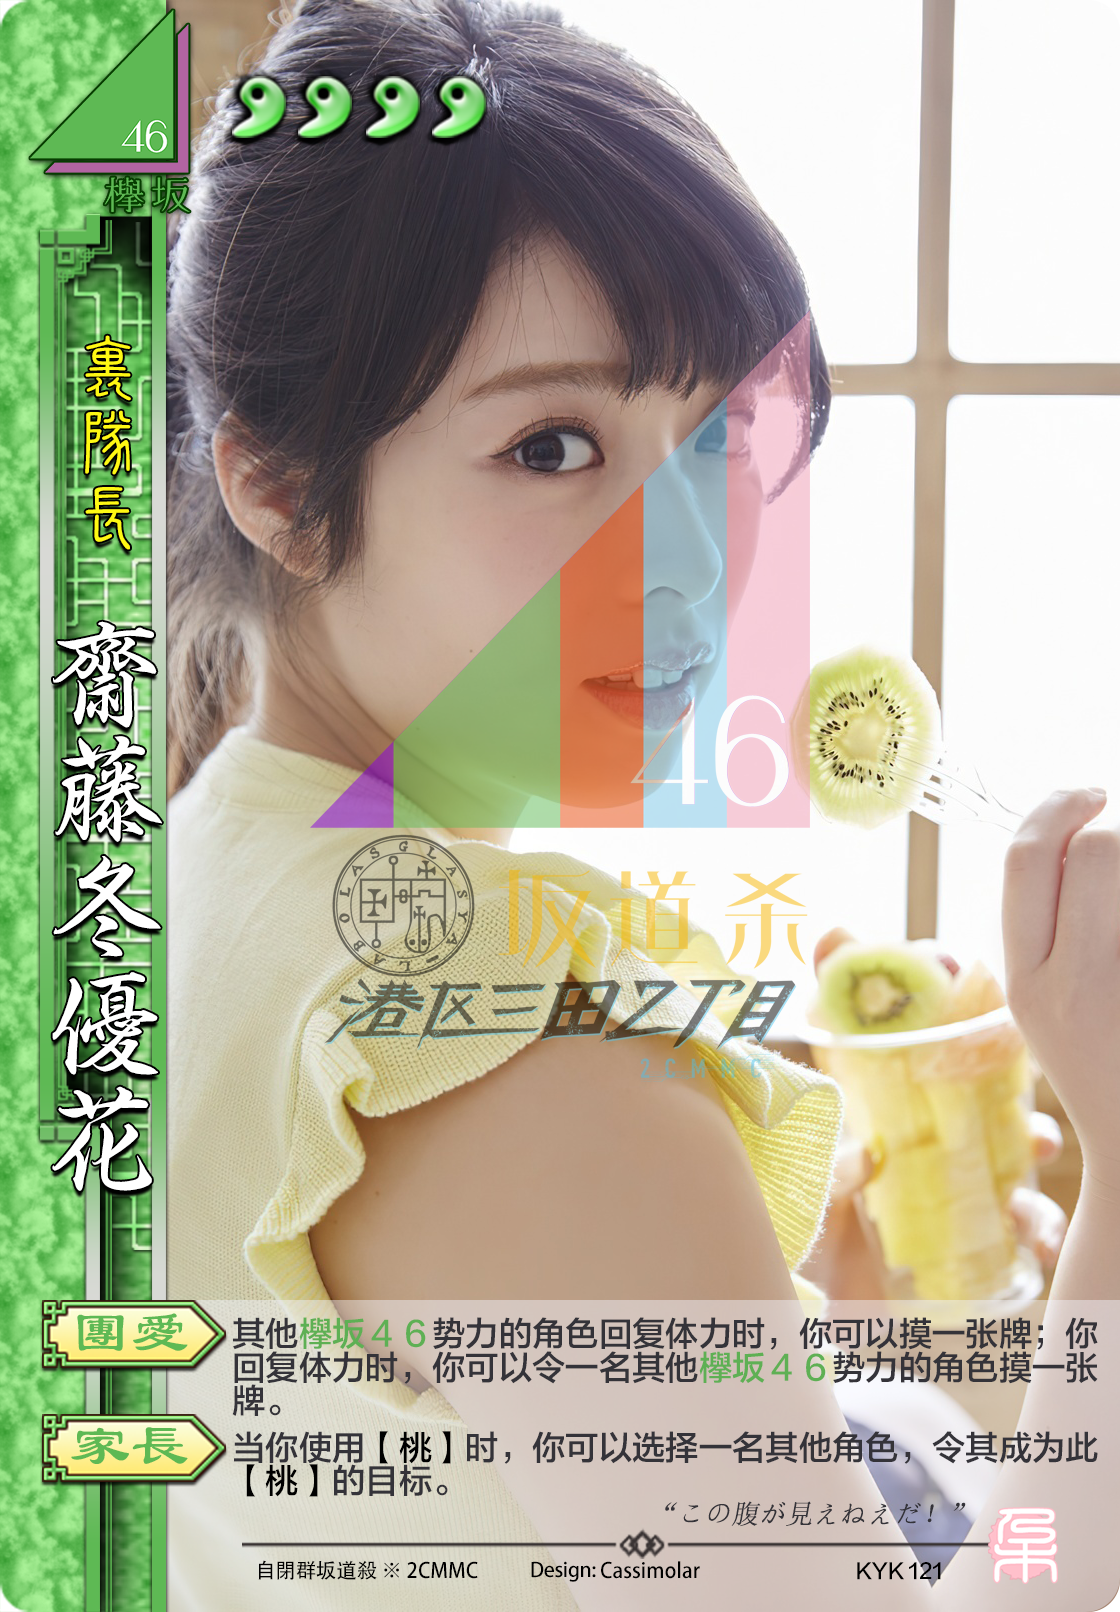 46
欅坂
裏隊長
齋藤冬優花
46
GLASYA-LABOLAS
坂道杀
港区三田乙丁目
2CMMC
團愛
其他欅坂４６势力的角色回复体力时，你可以摸一张牌；你
回复体力时，你可以令一名其他欅坂４６势力的角色摸一张
牌。
家長
当你使用【桃】时，你可以选择一名其他角色，令其成为此
【桃】的目标。
“この腹が見えねえだ！”
自閉群坂道殺 ※ 2CMMC
Design: Cassimolar
KYK 121